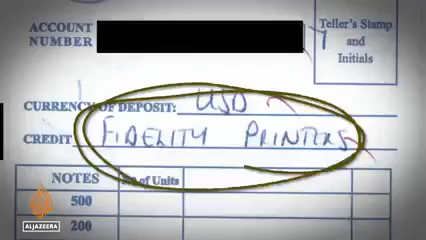 ACCOUNT
NUMBER
Teller's Stamp
and
Initials
CURRENCY OF DEPOSIT: USD
CREDIT FIDELITY PRINTERS
NOTES of Units
500
200
ALJAZEERA